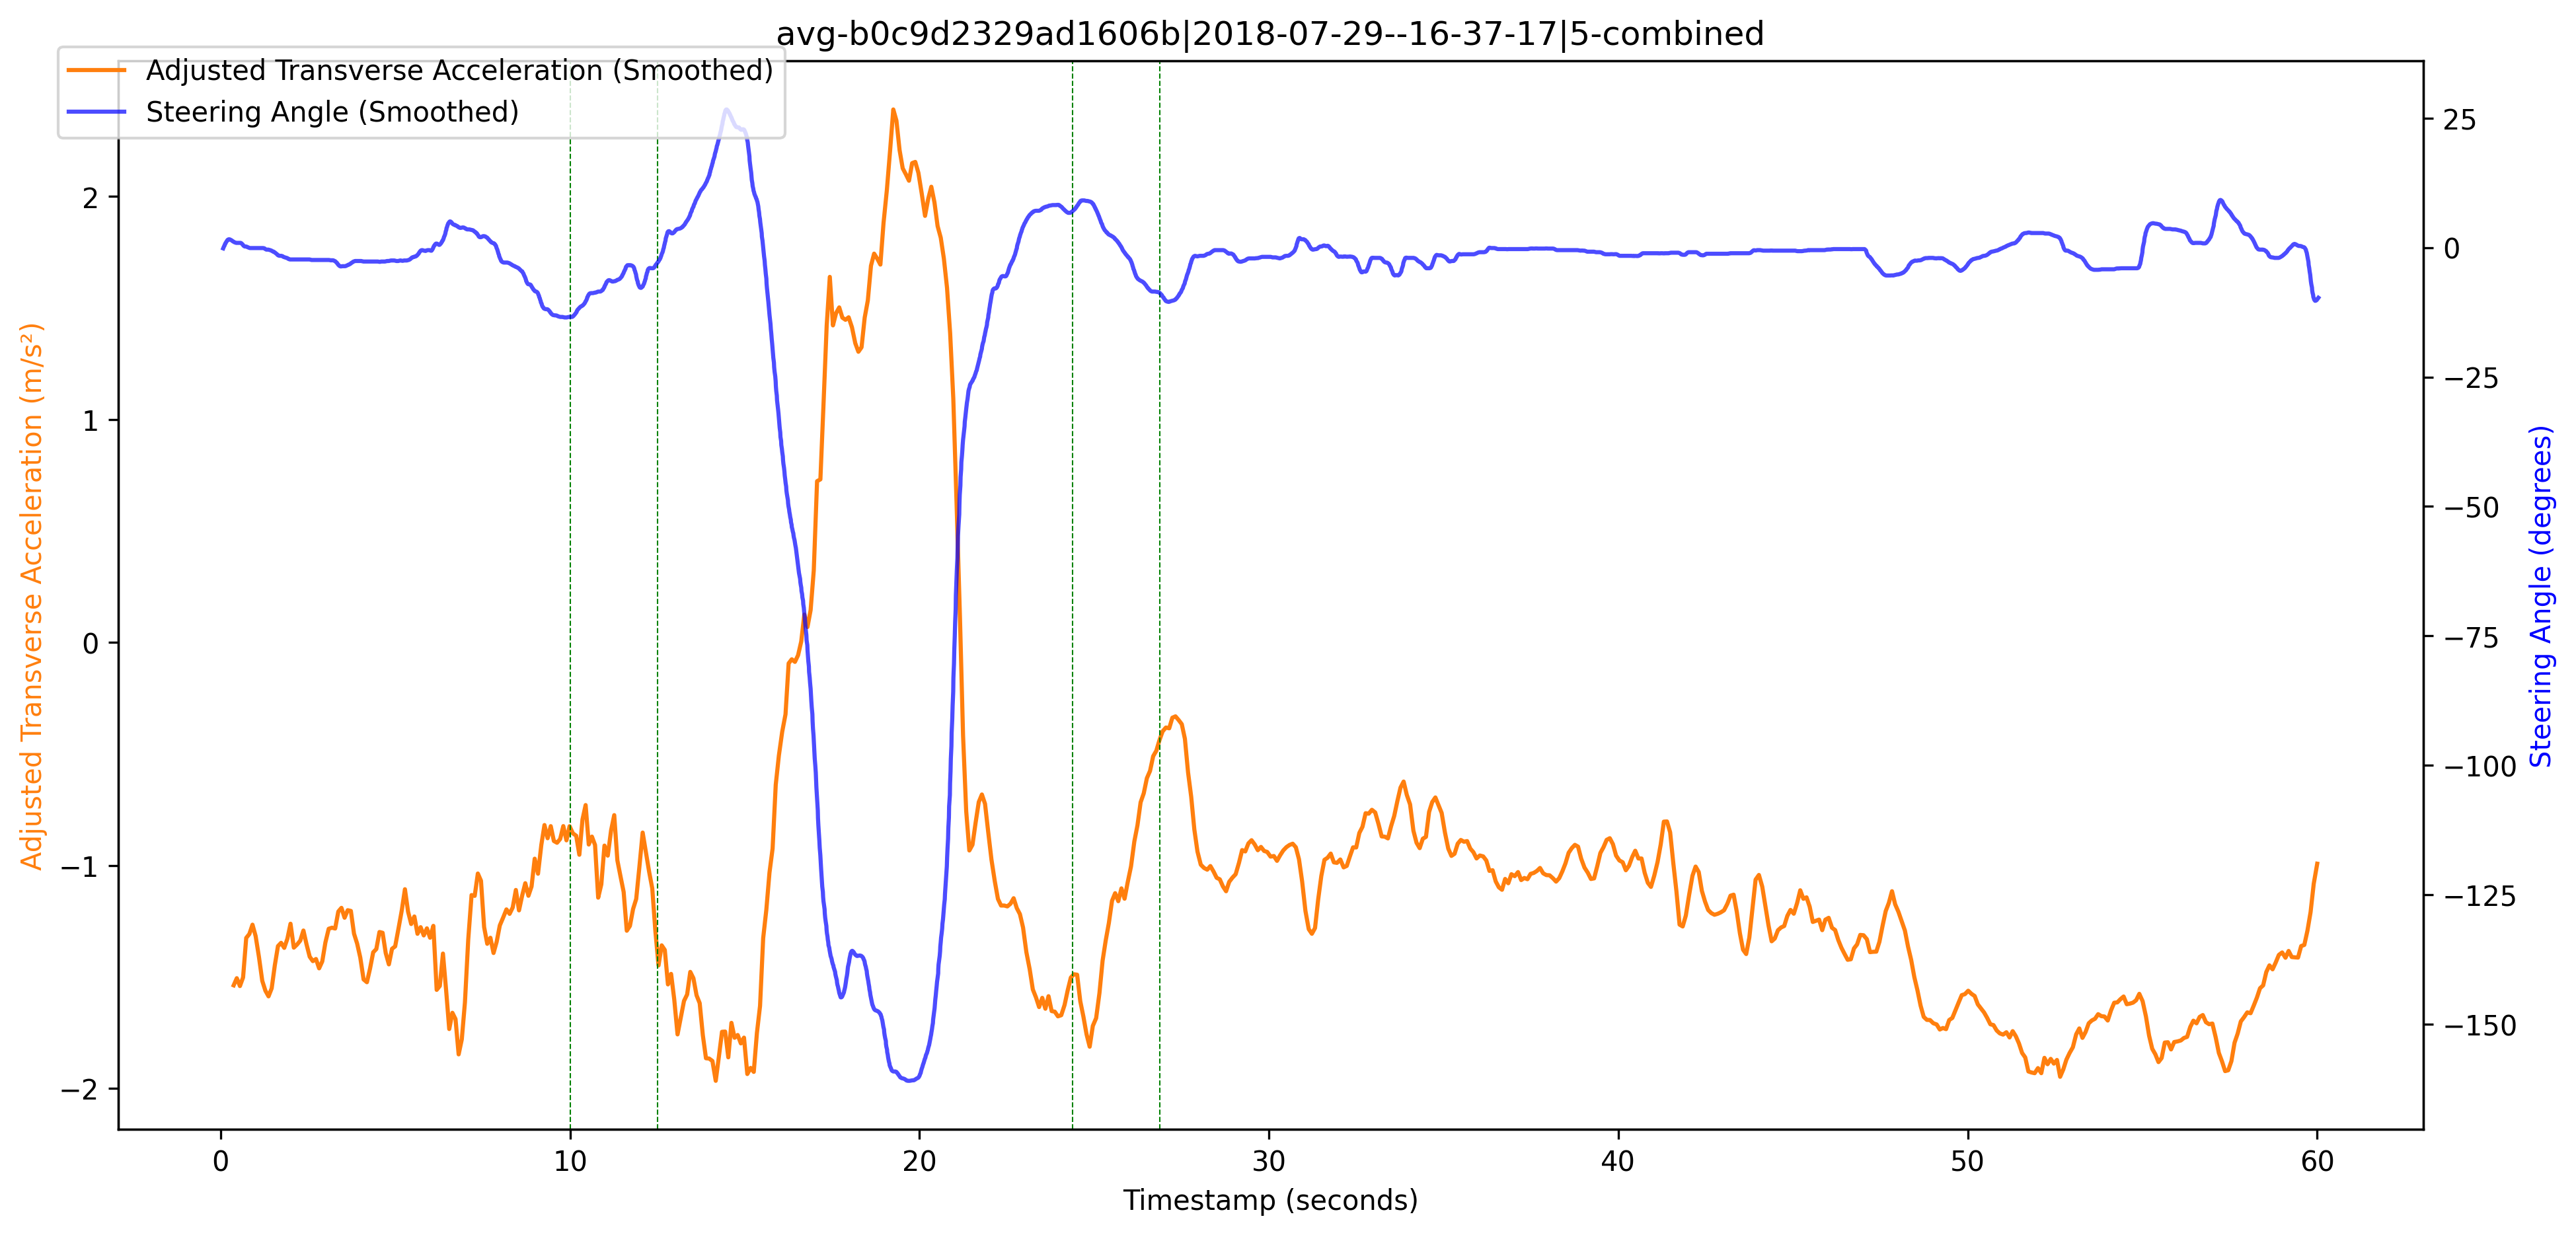 avg-b0c9d2329ad1606b|2018-07-29--16-37-17|5-combined
Adjusted Transverse Acceleration (Smoothed)
Steering Angle (Smoothed)
Adjusted Transverse Acceleration (m/s²)
2
1
0
−1
−2
25
0
−25
−50
−75
−100
−125
−150
Steering Angle (degrees)
0 10 20 30 40 50 60
Timestamp (seconds)